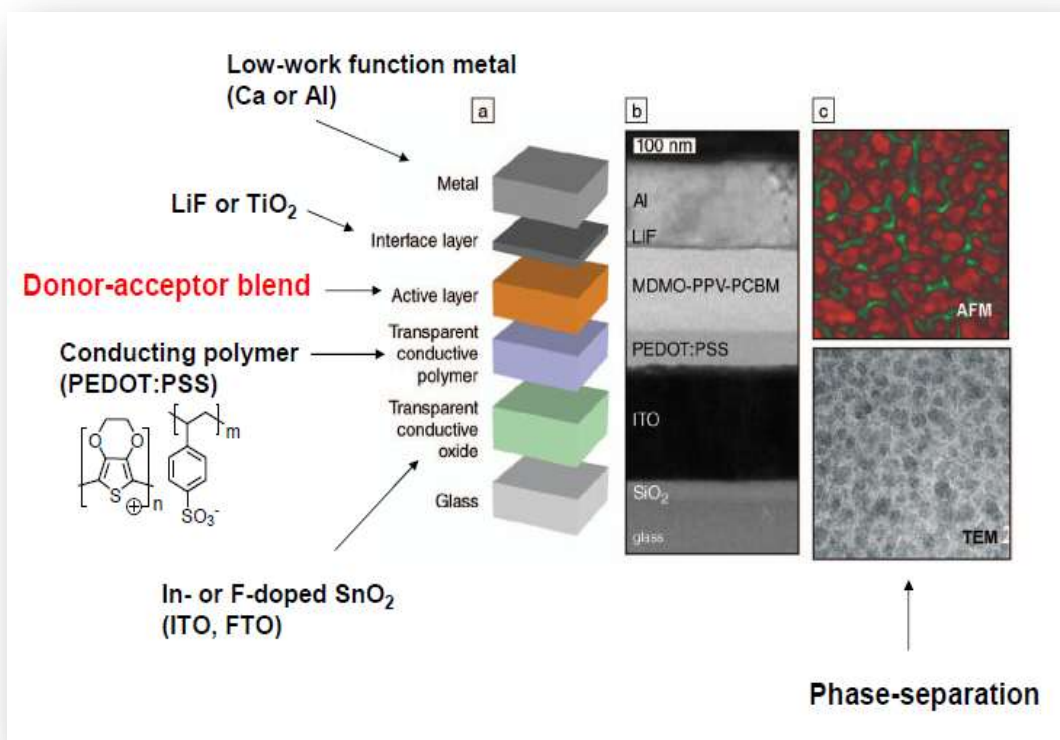 Low-work function metal
(Ca or Al)
LiF or TiO₂
Donor-acceptor blend
Conducting polymer
(PEDOT:PSS)
O
O
S
⊕
n
m
SO₃⁻
In- or F-doped SnO₂
(ITO, FTO)
a
Metal
Interface layer
Active layer
Transparent
conductive
polymer
Transparent
conductive
oxide
Glass
b
100 nm
Al
LiF
MDMO-PPV-PCBM
PEDOT:PSS
ITO
SiO₂
glass
c
AFM
TEM
Phase-separation